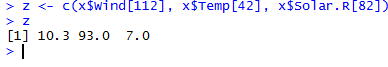 > z <- c(x$Wind[112], x$Temp[42], x$Solar.R[82])
> z
[1] 10.3 93.0  7.0
>